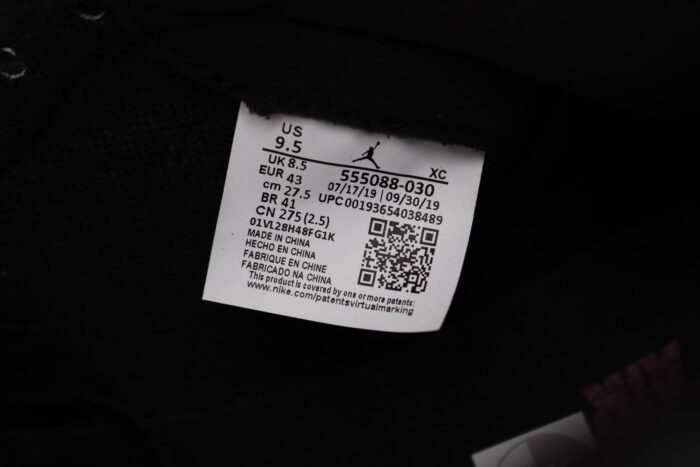 US
9.5
XC
UK 8.5
EUR 43
cm 27.5
BR 41
CN 275 (2.5)
555088-030
07/17/19 | 09/30/19
UPC00193654038489
01VL28H48FG1K
MADE IN CHINA
HECHO EN CHINA
FABRIQUE EN CHINE
FABRICADO NA CHINA
This product is covered by one or more patents:
www.nike.com/patentsvirtualmarking